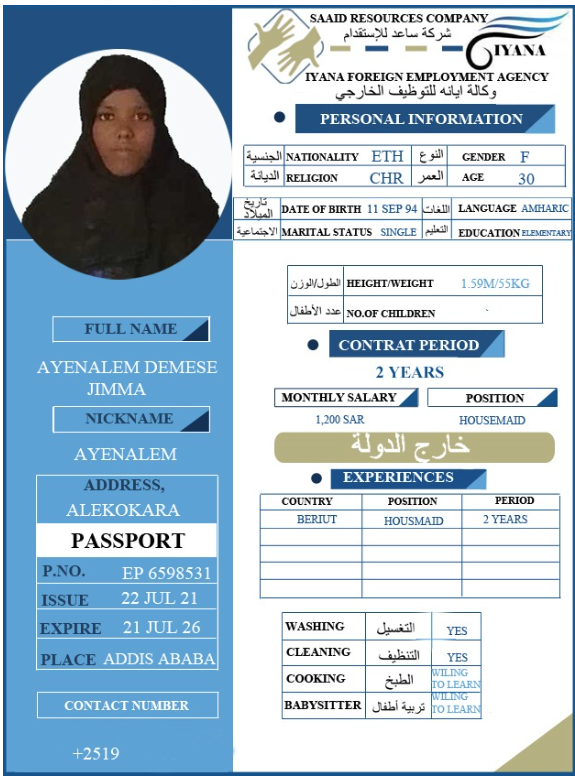 SAAID RESOURCES COMPANY
شركة ساعد للإستقدام
IYANA
IYANA FOREIGN EMPLOYMENT AGENCY
وكالة ايانه للتوظيف الخارجي
PERSONAL INFORMATION
الجنسية NATIONALITY ETH النوع GENDER F
الديانة RELIGION CHR العمر AGE 30
تاريخ الميلاد DATE OF BIRTH 11 SEP 94 اللغات LANGUAGE AMHARIC
الاجتماعية MARITAL STATUS SINGLE التعليم EDUCATION ELEMENTARY
الطول/الوزن HEIGHT/WEIGHT 1.59M/55KG
عدد الأطفال NO.OF CHILDREN
FULL NAME
AYENALEM DEMESE
JIMMA
NICKNAME
AYENALEM
ADDRESS,
ALEKOKARA
PASSPORT
P.NO. EP 6598531
ISSUE 22 JUL 21
EXPIRE 21 JUL 26
PLACE ADDIS ABABA
CONTACT NUMBER
+2519
CONTRAT PERIOD
2 YEARS
MONTHLY SALARY POSITION
1,200 SAR HOUSEMAID
خارج الدولة
EXPERIENCES
COUNTRY POSITION PERIOD
BERIUT HOUSMAID 2 YEARS
WASHING التغسيل YES
CLEANING التنظيف YES
COOKING الطبخ WILING TO LEARN
BABYSITTER تربية أطفال WILING TO LEARN